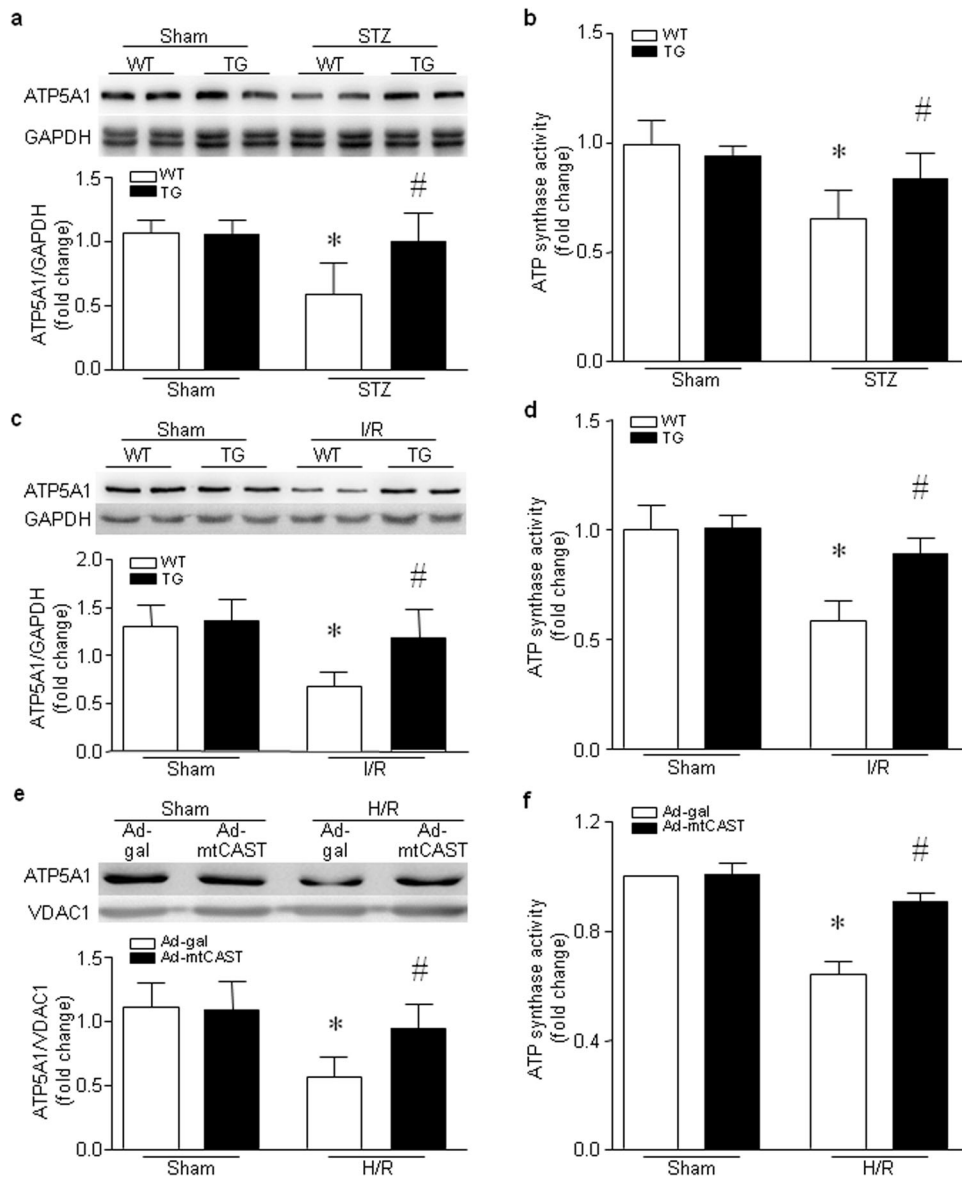 a
Sham STZ
WT TG WT TG
ATP5A1
GAPDH
WT
TG
1.5
1.0
0.5
0.0
ATP5A1/GAPDH
(fold change)
* #
Sham STZ
b
WT
TG
1.5
1.0
0.5
0.0
ATP synthase activity
(fold change)
* #
Sham STZ
c
Sham I/R
WT TG WT TG
ATP5A1
GAPDH
WT
TG
2.0
1.5
1.0
0.5
0.0
ATP5A1/GAPDH
(fold change)
* #
Sham I/R
d
WT
TG
1.5
1.0
0.5
0.0
ATP synthase activity
(fold change)
* #
Sham I/R
e
Sham H/R
Ad- Ad- Ad- Ad-
gal mtCAST gal mtCAST
ATP5A1
VDAC1
Ad-gal
Ad-mtCAST
1.5
1.0
0.5
0.0
ATP5A1/VDAC1
(fold change)
* #
Sham H/R
f
Ad-gal
Ad-mtCAST
1.2
0.8
0.4
0.0
ATP synthase activity
(fold change)
* #
Sham H/R